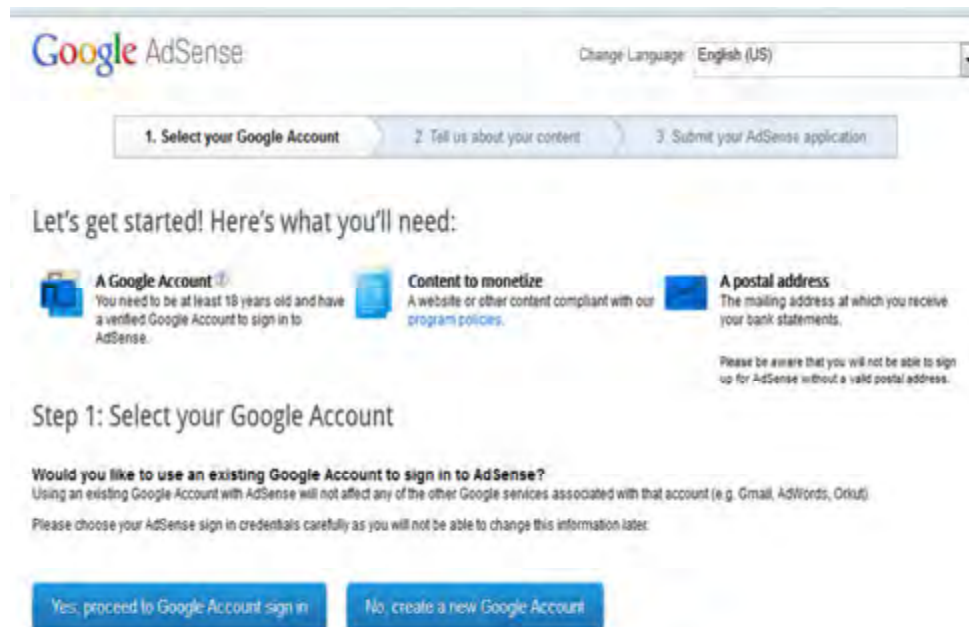 Google AdSense
Change Language: English (US)
1. Select your Google Account
2. Tell us about your content
3. Submit your AdSense application
Let's get started! Here's what you'll need:
A Google Account ?
You need to be at least 18 years old and have
a verified Google Account to sign in to
AdSense.
Content to monetize
A website or other content compliant with our
program policies.
A postal address
The mailing address at which you receive
your bank statements.
Please be aware that you will not be able to sign
up for AdSense without a valid postal address.
Step 1: Select your Google Account
Would you like to use an existing Google Account to sign in to AdSense?
Using an existing Google Account with AdSense will not affect any of the other Google services associated with that account (e.g. Gmail, AdWords, Orkut).
Please choose your AdSense sign in credentials carefully as you will not be able to change this information later.
Yes, proceed to Google Account sign in
No, create a new Google Account